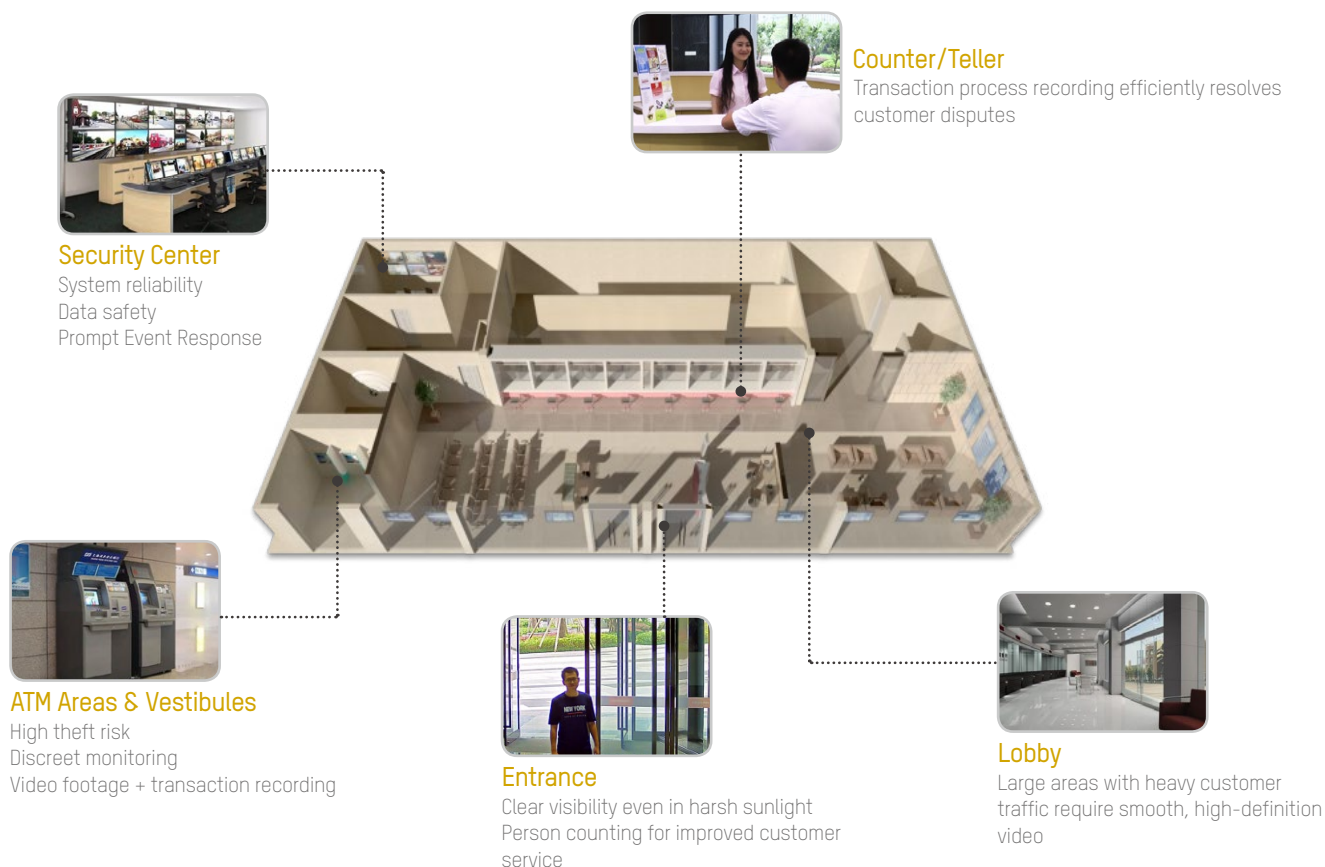 Counter/Teller
Transaction process recording efficiently resolves
customer disputes
Security Center
System reliability
Data safety
Prompt Event Response
ATM Areas & Vestibules
High theft risk
Discreet monitoring
Video footage + transaction recording
NEW YORK
Entrance
Clear visibility even in harsh sunlight
Person counting for improved customer
service
Lobby
Large areas with heavy customer
traffic require smooth, high-definition
video